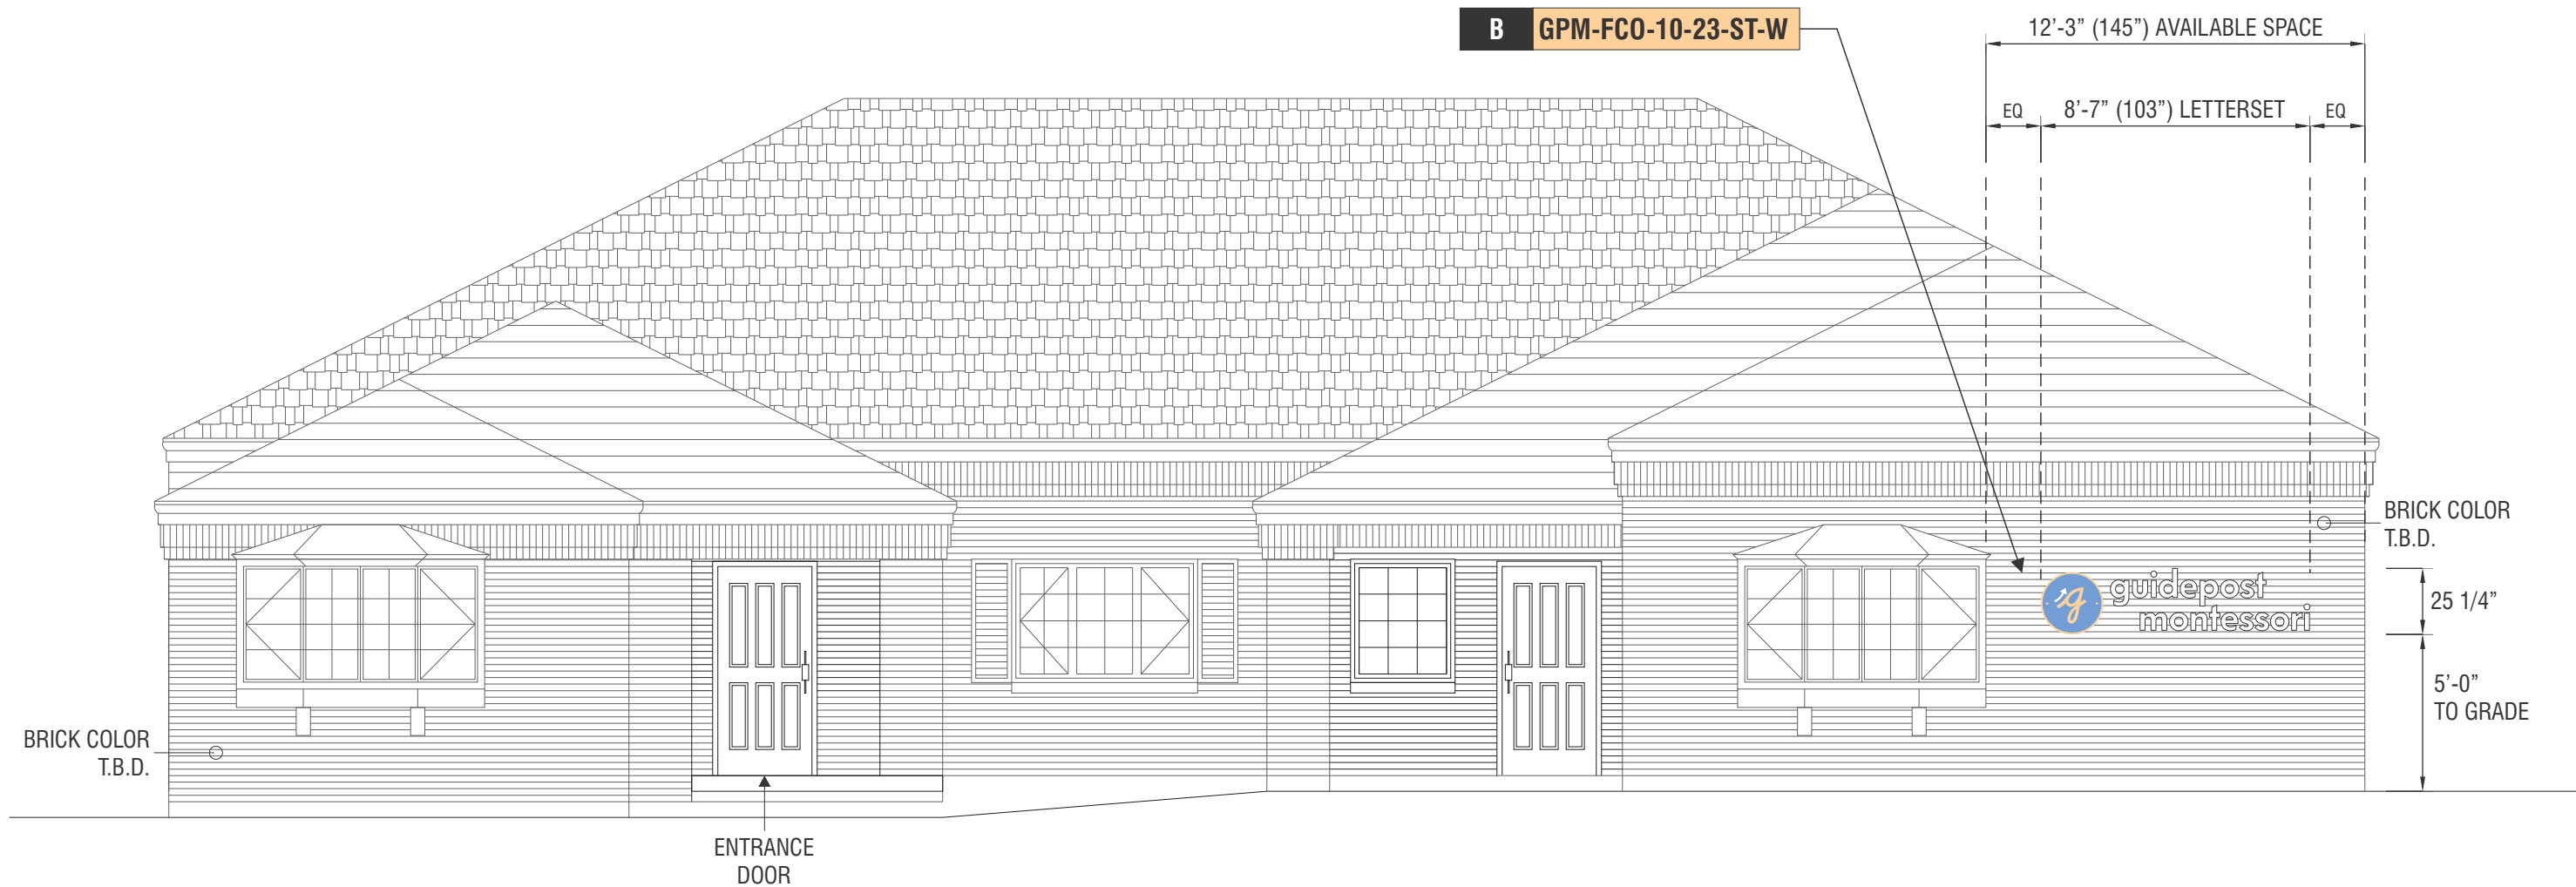 B GPM-FCO-10-23-ST-W
12’-3” (145”) AVAILABLE SPACE
EQ 8’-7” (103”) LETTERSET EQ
BRICK COLOR
T.B.D.
g guidepost
montessori
25 1/4”
5’-0”
TO GRADE
BRICK COLOR
T.B.D.
ENTRANCE
DOOR